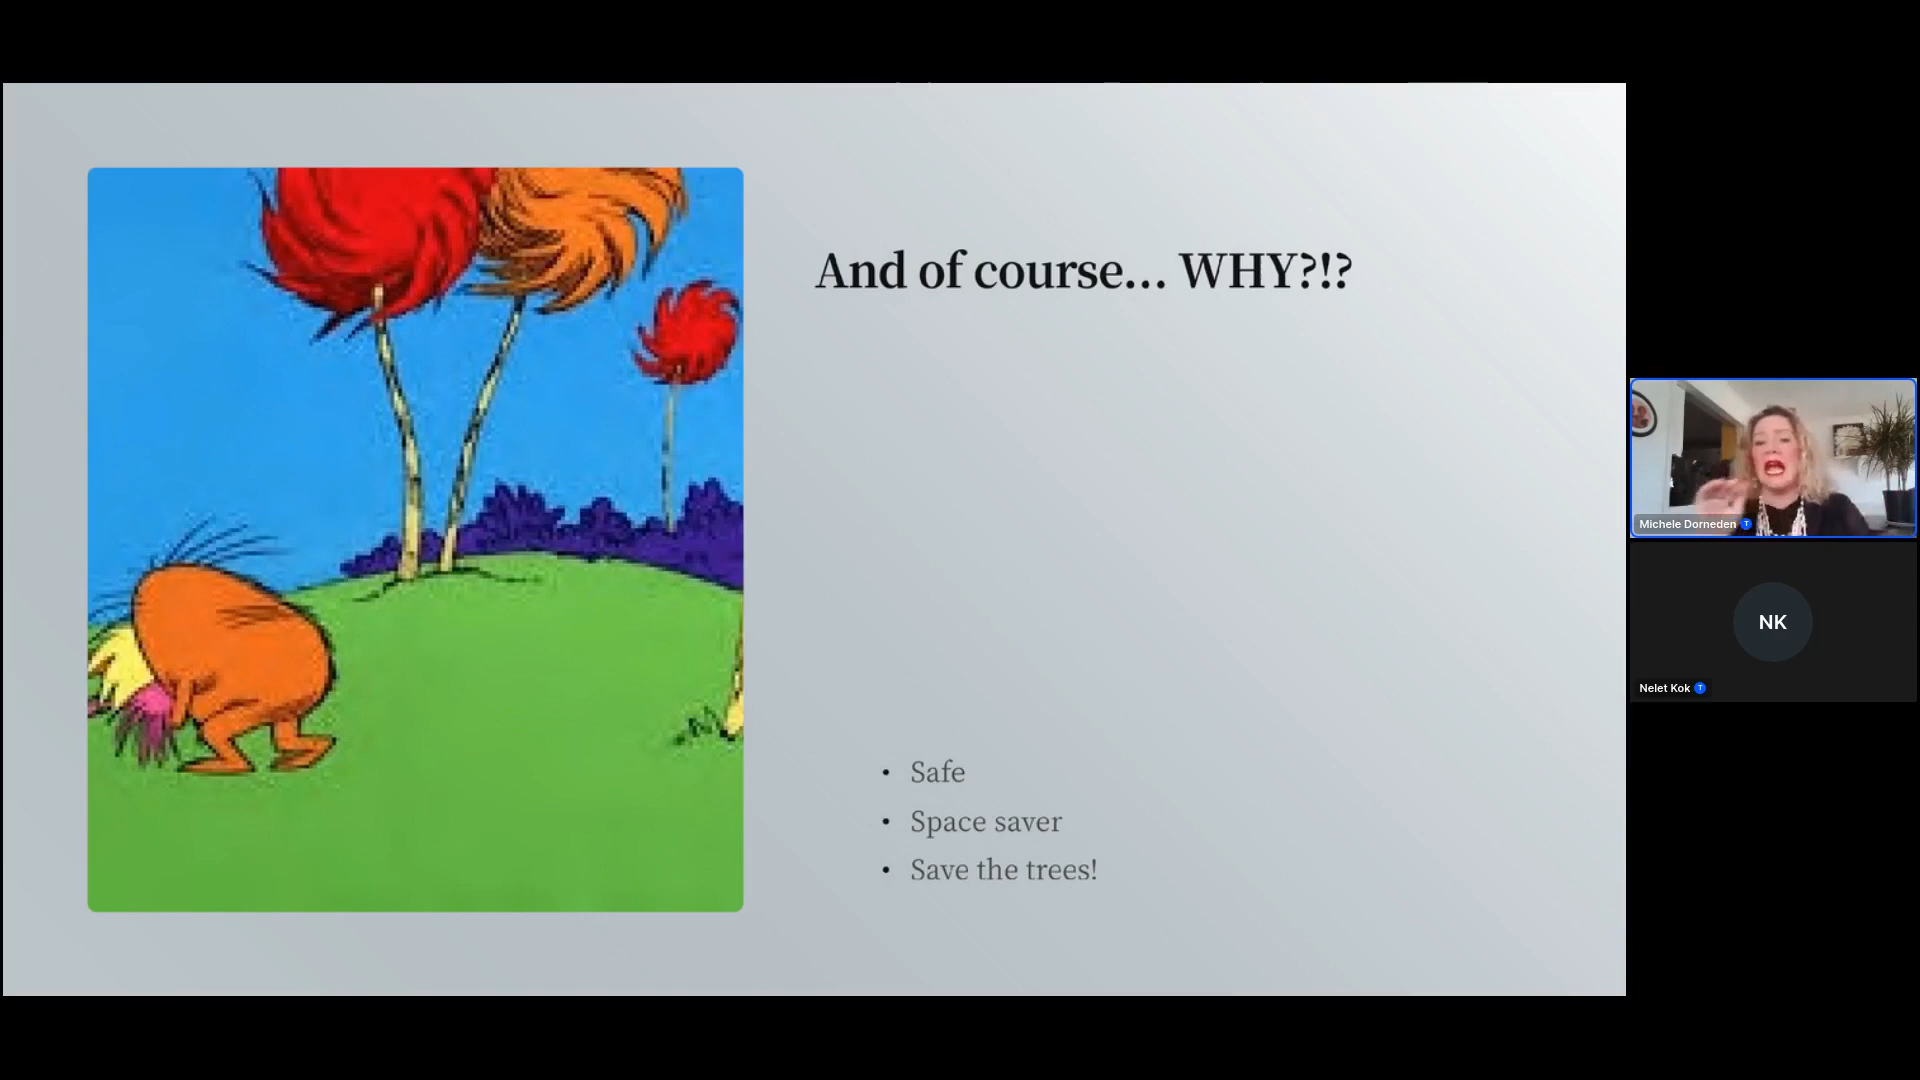 And of course... WHY?!?
• Safe
• Space saver
• Save the trees!
Michele Dorneden T
NK
Nelet Kok T